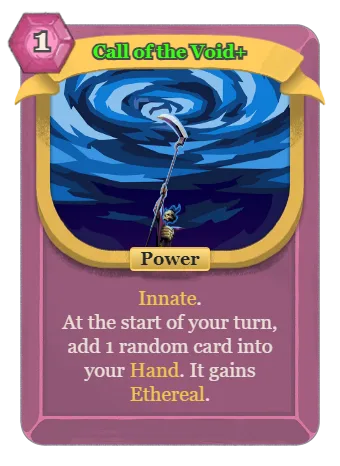 1
Call of the Void+
Power
Innate.
At the start of your turn,
add 1 random card into
your Hand. It gains
Ethereal.